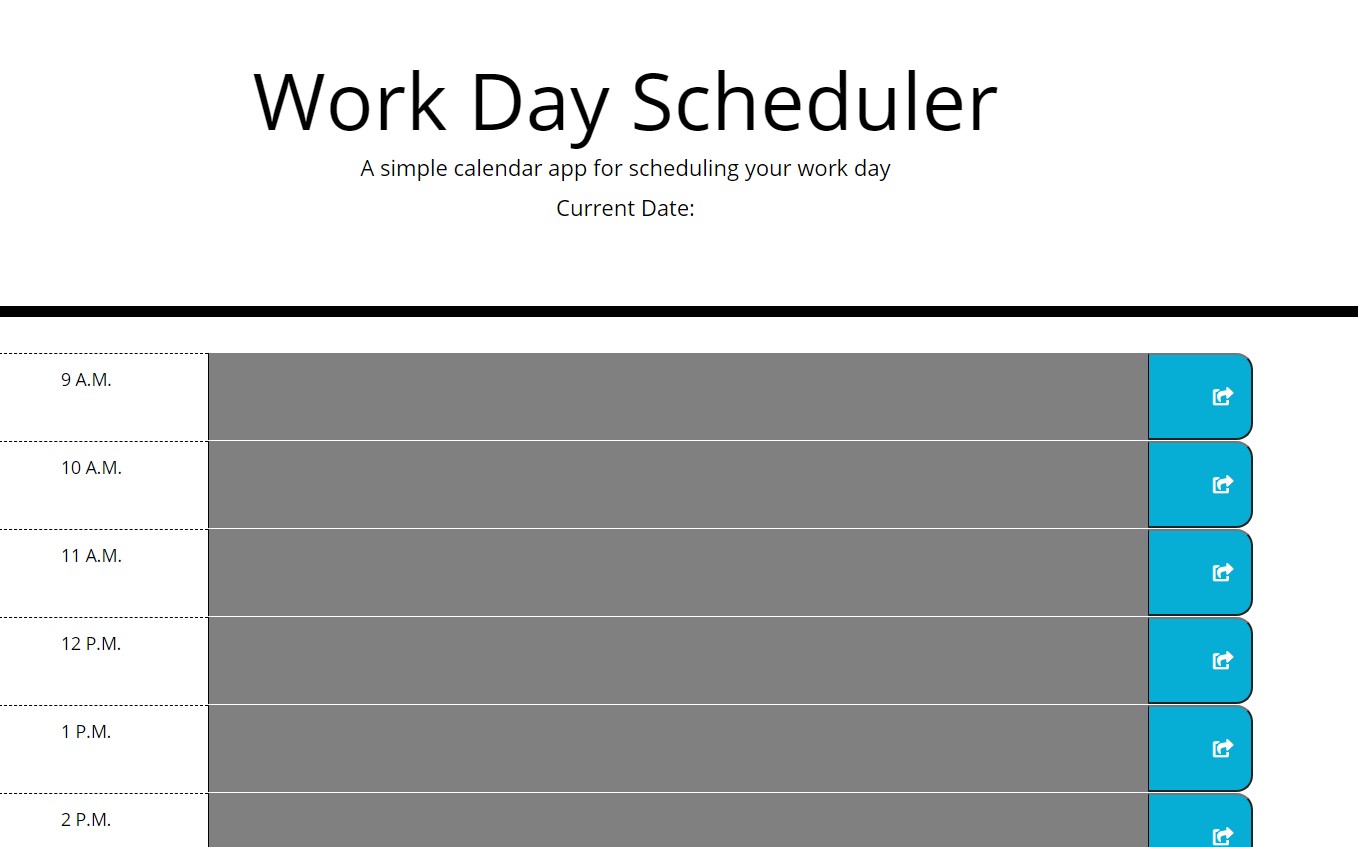 Work Day Scheduler
A simple calendar app for scheduling your work day
Current Date:
9 A.M.
10 A.M.
11 A.M.
12 P.M.
1 P.M.
2 P.M.